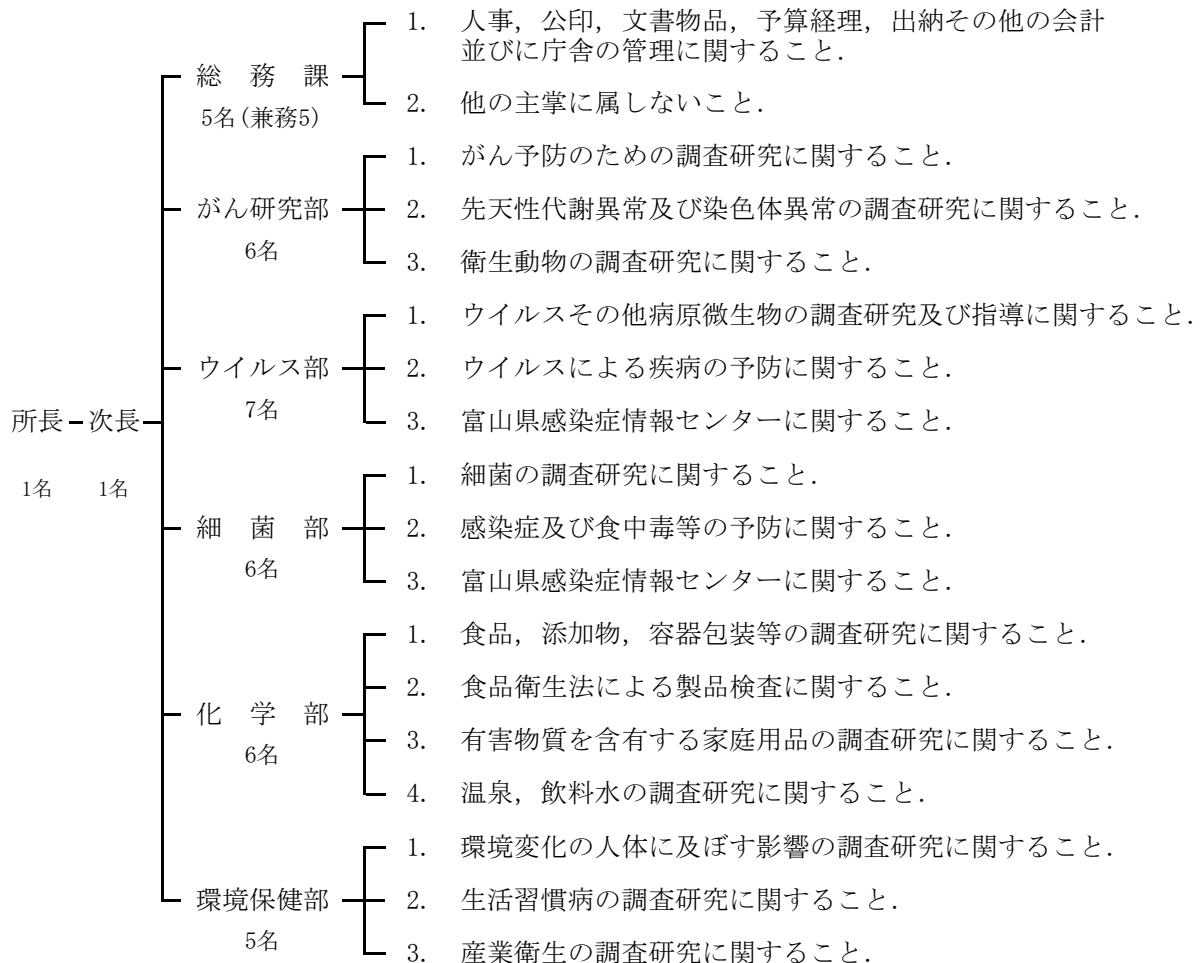 1. 人事，公印，文書物品，予算経理，出納その他の会計
並びに庁舎の管理に関すること．
総務課
5名(兼務5)
2. 他の主掌に属しないこと．
1. がん予防のための調査研究に関すること．
がん研究部
2. 先天性代謝異常及び染色体異常の調査研究に関すること．
6名
3. 衛生動物の調査研究に関すること．
1. ウイルスその他病原微生物の調査研究及び指導に関すること．
ウイルス部
2. ウイルスによる疾病の予防に関すること．
7名
3. 富山県感染症情報センターに関すること．
所長 次長
1名 1名
1. 細菌の調査研究に関すること．
細菌部
2. 感染症及び食中毒等の予防に関すること．
6名
3. 富山県感染症情報センターに関すること．
1. 食品，添加物，容器包装等の調査研究に関すること．
2. 食品衛生法による製品検査に関すること．
化学部
6名
3. 有害物質を含有する家庭用品の調査研究に関すること．
4. 温泉，飲料水の調査研究に関すること．
1. 環境変化の人体に及ぼす影響の調査研究に関すること．
環境保健部
2. 生活習慣病の調査研究に関すること．
5名
3. 産業衛生の調査研究に関すること．